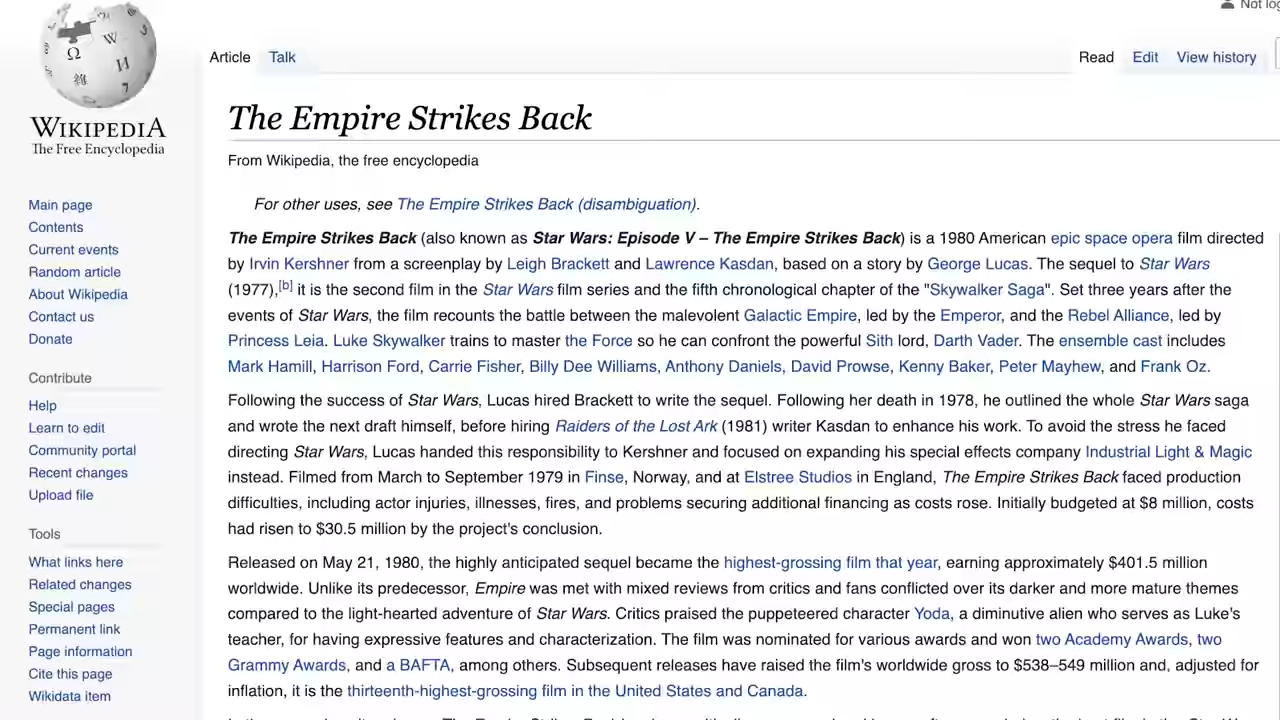 Not log
Article Talk Read Edit View history
WIKIPEDIA
The Free Encyclopedia
Main page
Contents
Current events
Random article
About Wikipedia
Contact us
Donate
Contribute
Help
Learn to edit
Community portal
Recent changes
Upload file
Tools
What links here
Related changes
Special pages
Permanent link
Page information
Cite this page
Wikidata item
The Empire Strikes Back
From Wikipedia, the free encyclopedia
For other uses, see The Empire Strikes Back (disambiguation).
The Empire Strikes Back (also known as Star Wars: Episode V – The Empire Strikes Back) is a 1980 American epic space opera film directed
by Irvin Kershner from a screenplay by Leigh Brackett and Lawrence Kasdan, based on a story by George Lucas. The sequel to Star Wars
(1977),[b] it is the second film in the Star Wars film series and the fifth chronological chapter of the "Skywalker Saga". Set three years after the
events of Star Wars, the film recounts the battle between the malevolent Galactic Empire, led by the Emperor, and the Rebel Alliance, led by
Princess Leia. Luke Skywalker trains to master the Force so he can confront the powerful Sith lord, Darth Vader. The ensemble cast includes
Mark Hamill, Harrison Ford, Carrie Fisher, Billy Dee Williams, Anthony Daniels, David Prowse, Kenny Baker, Peter Mayhew, and Frank Oz.
Following the success of Star Wars, Lucas hired Brackett to write the sequel. Following her death in 1978, he outlined the whole Star Wars saga
and wrote the next draft himself, before hiring Raiders of the Lost Ark (1981) writer Kasdan to enhance his work. To avoid the stress he faced
directing Star Wars, Lucas handed this responsibility to Kershner and focused on expanding his special effects company Industrial Light & Magic
instead. Filmed from March to September 1979 in Finse, Norway, and at Elstree Studios in England, The Empire Strikes Back faced production
difficulties, including actor injuries, illnesses, fires, and problems securing additional financing as costs rose. Initially budgeted at $8 million, costs
had risen to $30.5 million by the project's conclusion.
Released on May 21, 1980, the highly anticipated sequel became the highest-grossing film that year, earning approximately $401.5 million
worldwide. Unlike its predecessor, Empire was met with mixed reviews from critics and fans conflicted over its darker and more mature themes
compared to the light-hearted adventure of Star Wars. Critics praised the puppeteered character Yoda, a diminutive alien who serves as Luke's
teacher, for having expressive features and characterization. The film was nominated for various awards and won two Academy Awards, two
Grammy Awards, and a BAFTA, among others. Subsequent releases have raised the film's worldwide gross to $538–549 million and, adjusted for
inflation, it is the thirteenth-highest-grossing film in the United States and Canada.